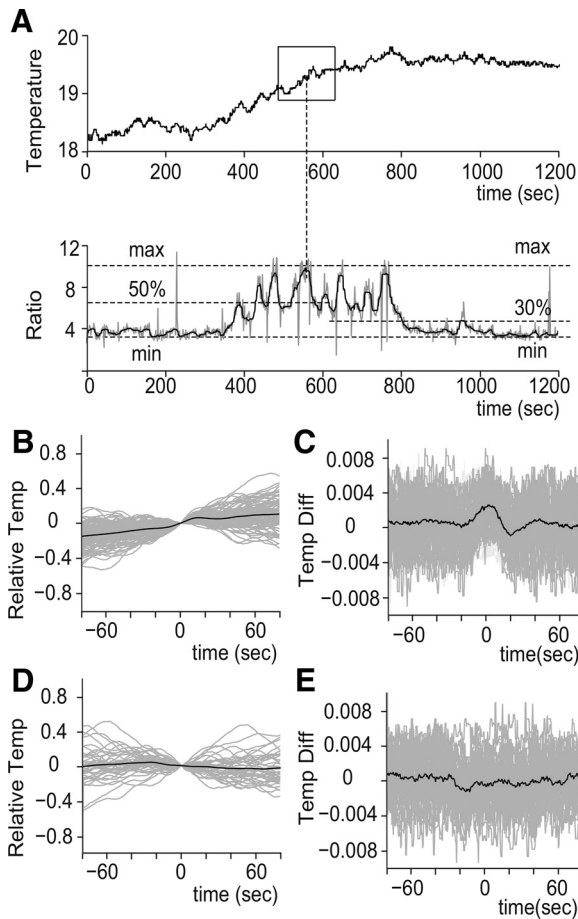 A
Temperature
20
19
18
0 200 400 600 800 1000 1200
time (sec)
Ratio
12
8
4
max
50%
min
max
30%
min
0 200 400 600 800 1000 1200
time (sec)
B
Relative Temp
0.8
0.4
0
−0.4
−0.8
−60 0 60
time (sec)
C
Temp Diff
0.008
0.004
0
−0.004
−0.008
−60 0 60
time(sec)
D
Relative Temp
0.8
0.4
0
−0.4
−0.8
−60 0 60
time (sec)
E
Temp Diff
0.008
0.004
0
−0.004
−0.008
−60 0 60
time(sec)